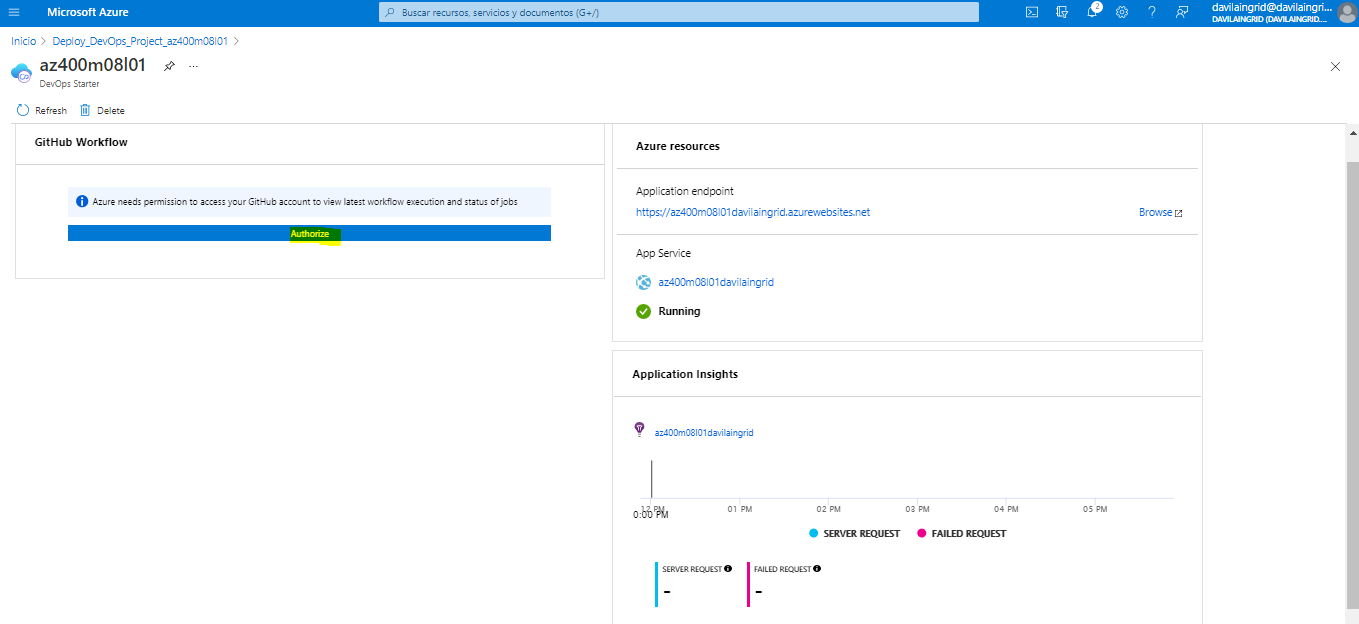 Microsoft Azure
Buscar recursos, servicios y documentos (G+/)
2
davilaingrid@davilaingri...
DAVILAINGRID (DAVILAINGRID....
Inicio > Deploy_DevOps_Project_az400m08l01 >
az400m08l01
...
DevOps Starter
Refresh
Delete
GitHub Workflow
Azure needs permission to access your GitHub account to view latest workflow execution and status of jobs
Authorize
Azure resources
Application endpoint
https://az400m08l01davilaingrid.azurewebsites.net
Browse
App Service
az400m08l01davilaingrid
Running
Application Insights
az400m08l01davilaingrid
12 PM 01 PM 02 PM 03 PM 04 PM 05 PM
0:00 PM
SERVER REQUEST FAILED REQUEST
SERVER REQUEST FAILED REQUEST
- -